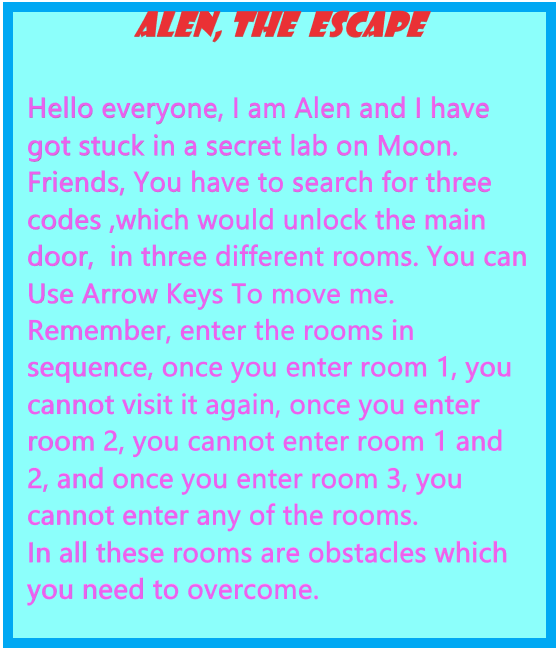 ALEN, THE ESCAPE
Hello everyone, I am Alen and I have
got stuck in a secret lab on Moon.
Friends, You have to search for three
codes ,which would unlock the main
door,  in three different rooms. You can
Use Arrow Keys To move me.
Remember, enter the rooms in
sequence, once you enter room 1, you
cannot visit it again, once you enter
room 2, you cannot enter room 1 and
2, and once you enter room 3, you
cannot enter any of the rooms.
In all these rooms are obstacles which
you need to overcome.